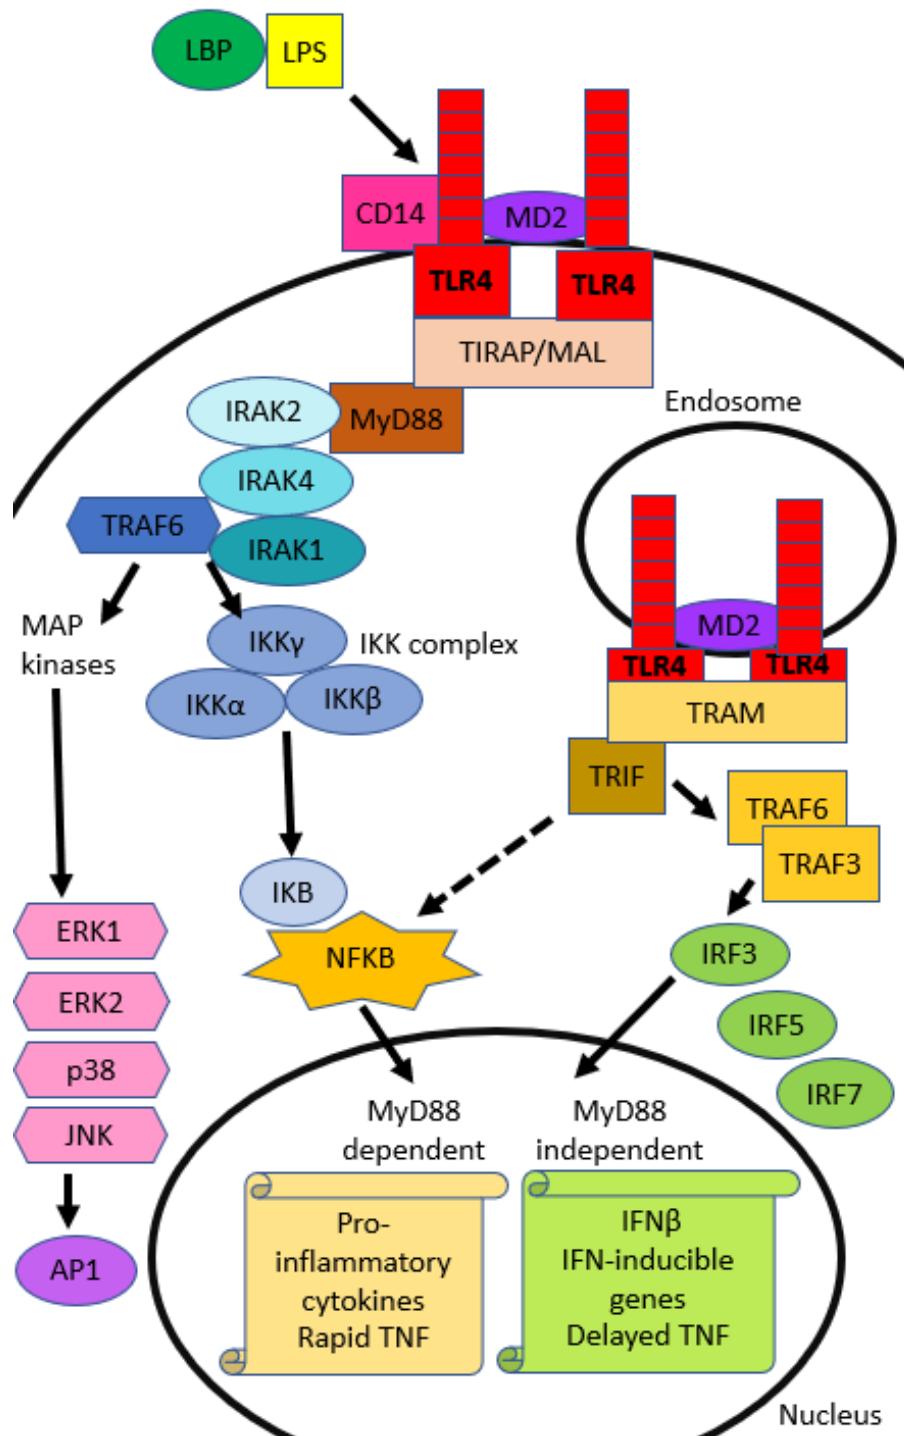 LBP
LPS
CD14
MD2
TLR4
TLR4
TIRAP/MAL
MyD88
IRAK2
IRAK4
IRAK1
TRAF6
MAP
kinases
IKKγ
IKK complex
IKKα
IKKβ
Endosome
MD2
TLR4
TLR4
TRAM
TRIF
TRAF6
TRAF3
IKB
NFKB
ERK1
ERK2
p38
JNK
AP1
IRF3
IRF5
IRF7
MyD88
dependent
MyD88
independent
Pro-
inflammatory
cytokines
Rapid TNF
IFNβ
IFN-inducible
genes
Delayed TNF
Nucleus